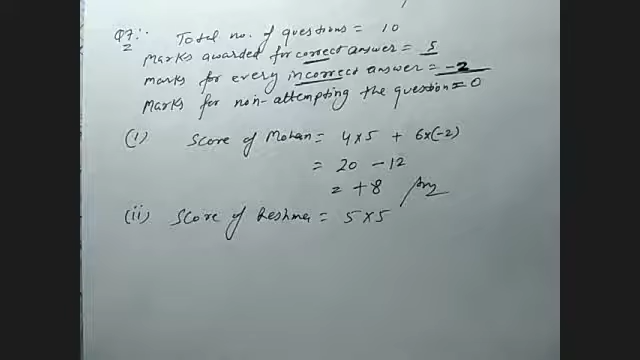 Q7:-
Total no. of questions = 10
Marks awarded for correct answer = 5
Marks for every incorrect answer = -2
Marks for non-attempting the question = 0
(i) Score of Mohan = 4×5 + 6×(-2)
= 20 - 12
= +8 Ans
(ii) Score of Reshma = 5×5